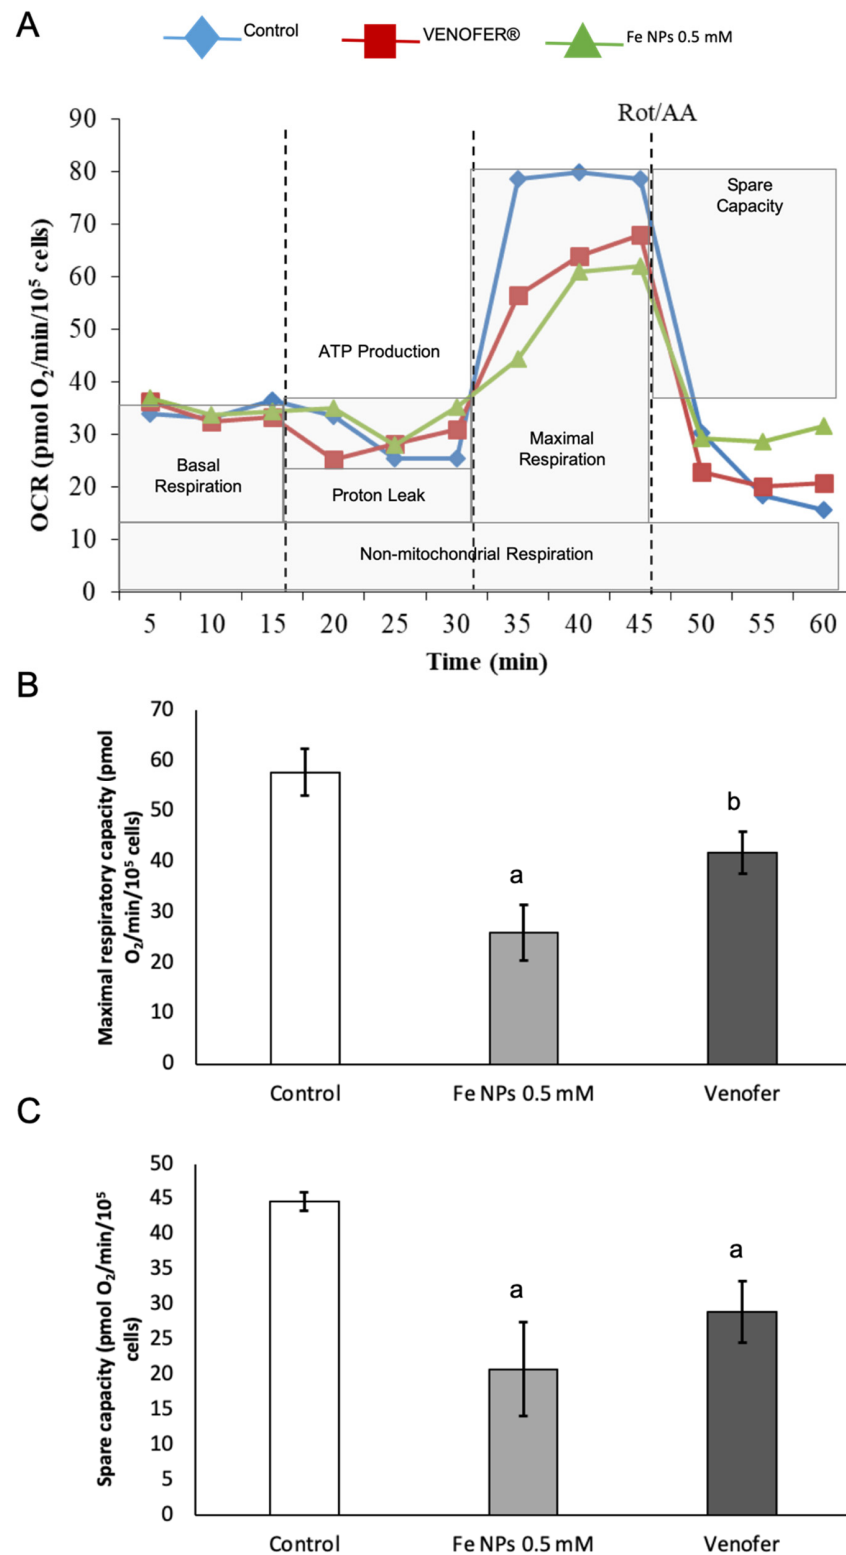 A
Control
VENOFER®
Fe NPs 0.5 mM
Rot/AA
OCR (pmol O₂/min/10⁵ cells)
90
80
70
60
50
40
30
20
10
0
Spare
Capacity
ATP Production
Maximal
Respiration
Basal
Respiration
Proton Leak
Non-mitochondrial Respiration
5 10 15 20 25 30 35 40 45 50 55 60
Time (min)
B
Maximal respiratory capacity (pmol
O₂/min/10⁵ cells)
70
60
50
40
30
20
10
0
a
b
Control Fe NPs 0.5 mM Venofer
C
Spare capacity (pmol O₂/min/10⁵
cells)
50
45
40
35
30
25
20
15
10
5
0
a
a
Control Fe NPs 0.5 mM Venofer